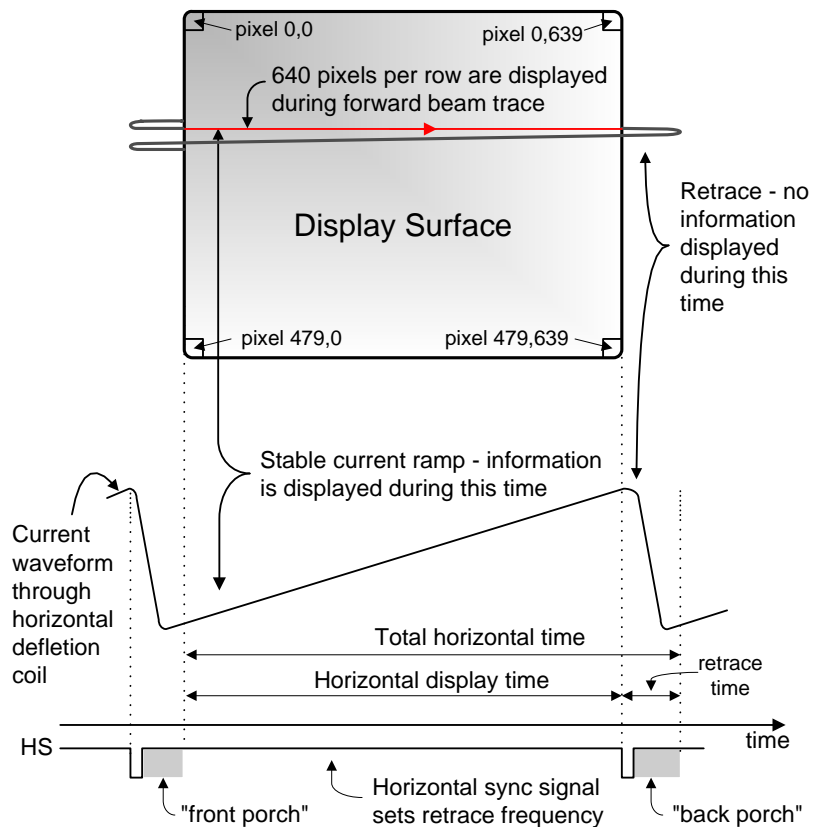 pixel 0,0
pixel 0,639
640 pixels per row are displayed
during forward beam trace
Retrace - no
information
displayed
during this
time
Display Surface
pixel 479,0
pixel 479,639
Stable current ramp - information
is displayed during this time
Current
waveform
through
horizontal
defletion
coil
Total horizontal time
Horizontal display time
retrace
time
time
HS
"front porch"
Horizontal sync signal
sets retrace frequency
"back porch"